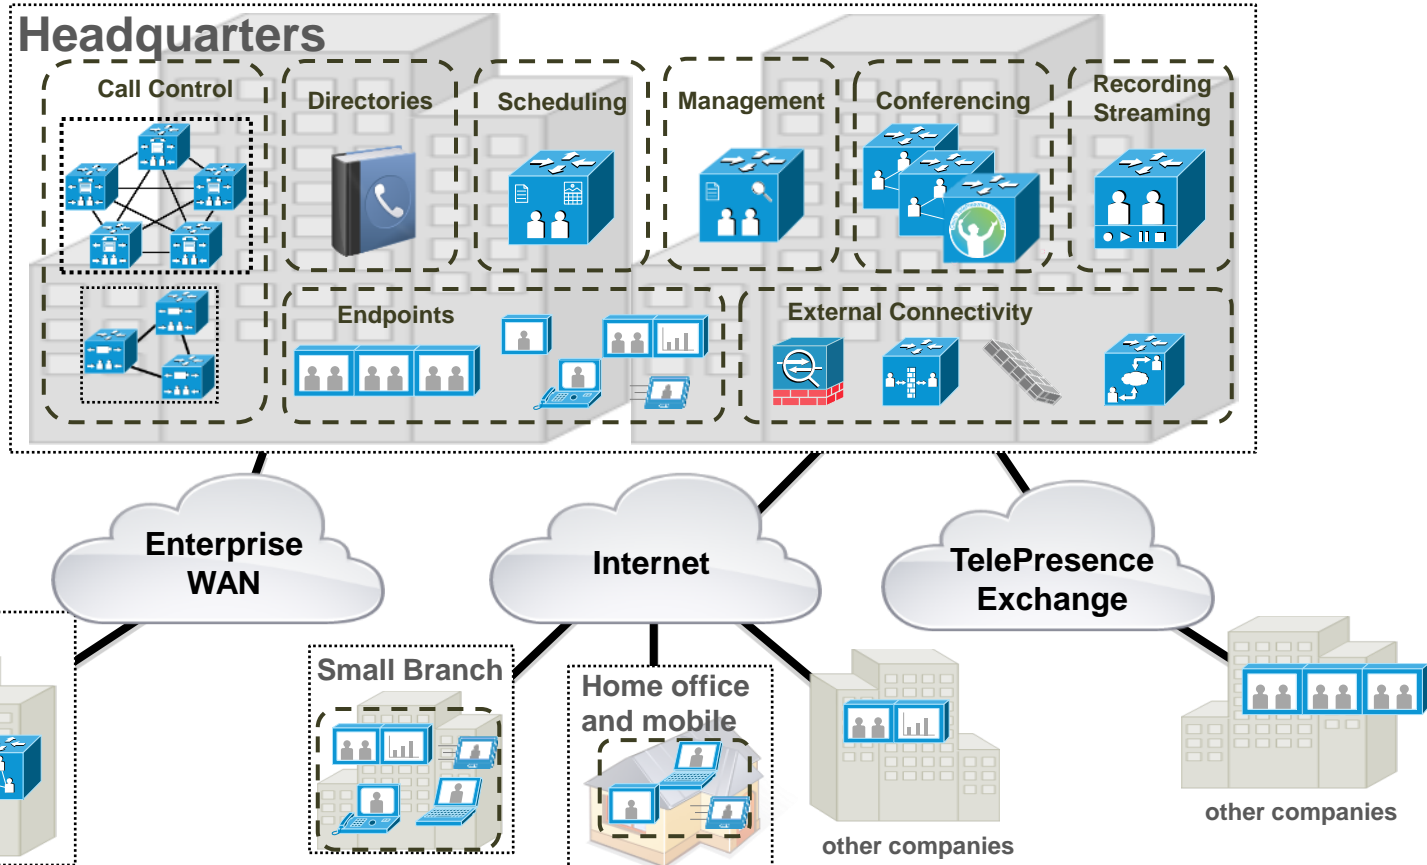 Headquarters
Call Control
Directories
Scheduling
Management
Conferencing
Recording
Streaming
Endpoints
External Connectivity
Enterprise
WAN
Internet
TelePresence
Exchange
Small Branch
Home office
and mobile
other companies
other companies